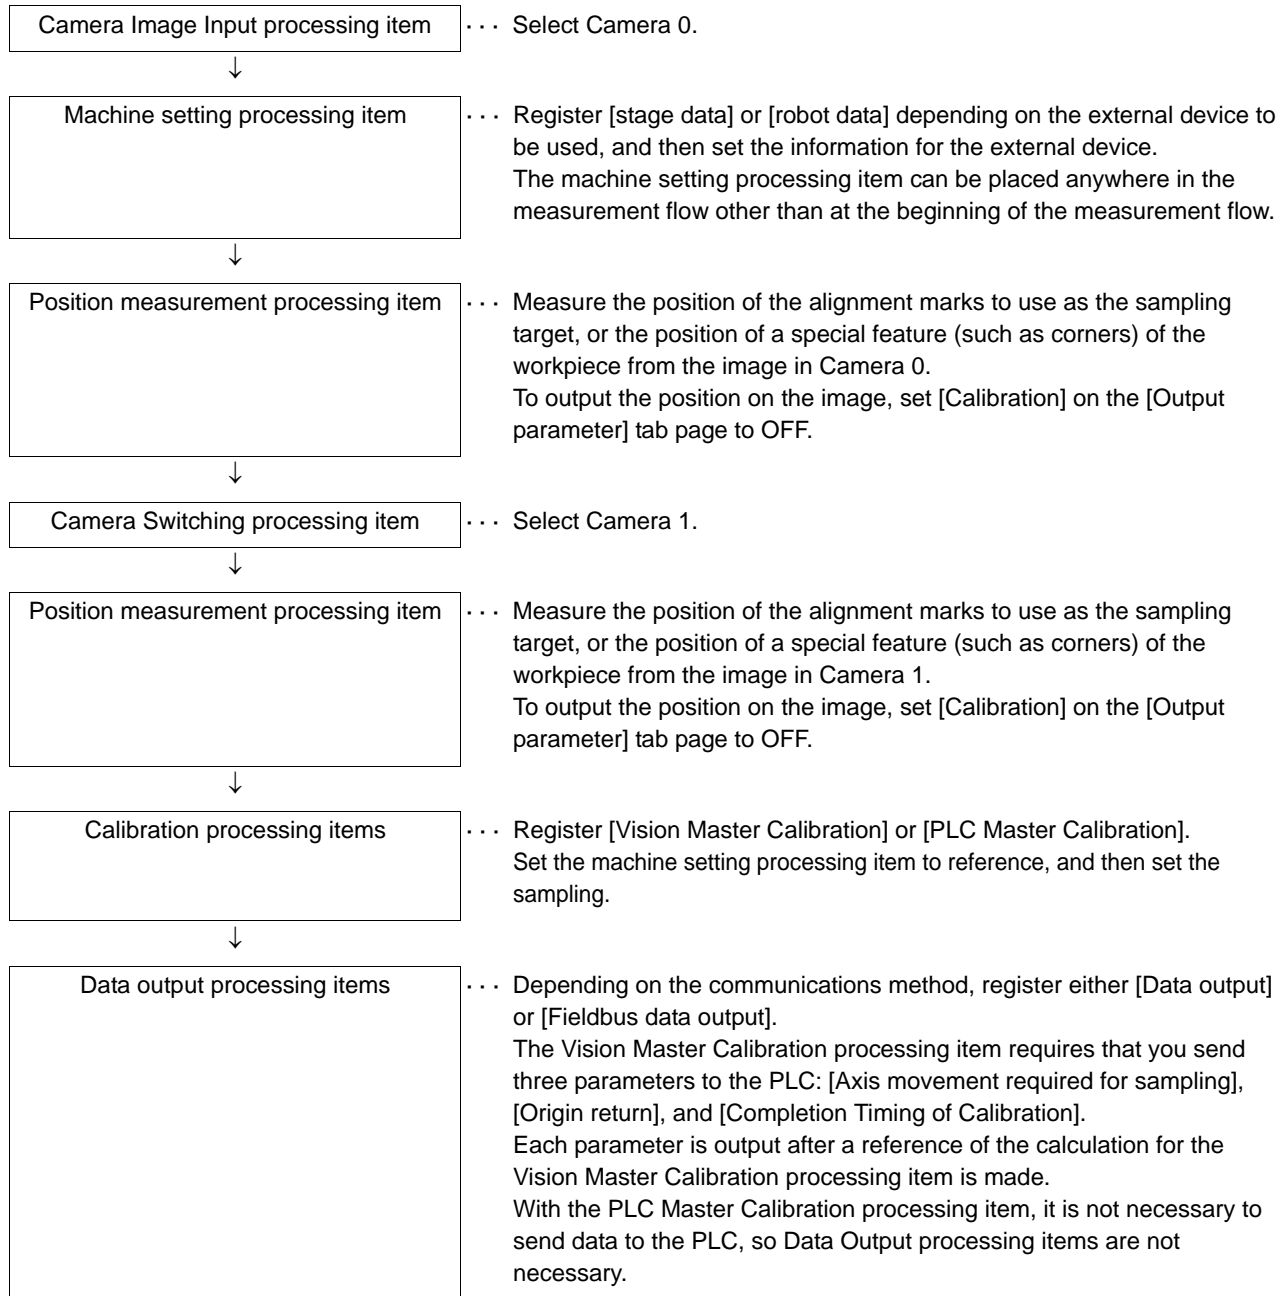 Camera Image Input processing item ··· Select Camera 0.
↓
Machine setting processing item ··· Register [stage data] or [robot data] depending on the external device to
be used, and then set the information for the external device.
The machine setting processing item can be placed anywhere in the
measurement flow other than at the beginning of the measurement flow.
↓
Position measurement processing item ··· Measure the position of the alignment marks to use as the sampling
target, or the position of a special feature (such as corners) of the
workpiece from the image in Camera 0.
To output the position on the image, set [Calibration] on the [Output
parameter] tab page to OFF.
↓
Camera Switching processing item ··· Select Camera 1.
↓
Position measurement processing item ··· Measure the position of the alignment marks to use as the sampling
target, or the position of a special feature (such as corners) of the
workpiece from the image in Camera 1.
To output the position on the image, set [Calibration] on the [Output
parameter] tab page to OFF.
↓
Calibration processing items ··· Register [Vision Master Calibration] or [PLC Master Calibration].
Set the machine setting processing item to reference, and then set the
sampling.
↓
Data output processing items ··· Depending on the communications method, register either [Data output]
or [Fieldbus data output].
The Vision Master Calibration processing item requires that you send
three parameters to the PLC: [Axis movement required for sampling],
[Origin return], and [Completion Timing of Calibration].
Each parameter is output after a reference of the calculation for the
Vision Master Calibration processing item is made.
With the PLC Master Calibration processing item, it is not necessary to
send data to the PLC, so Data Output processing items are not
necessary.